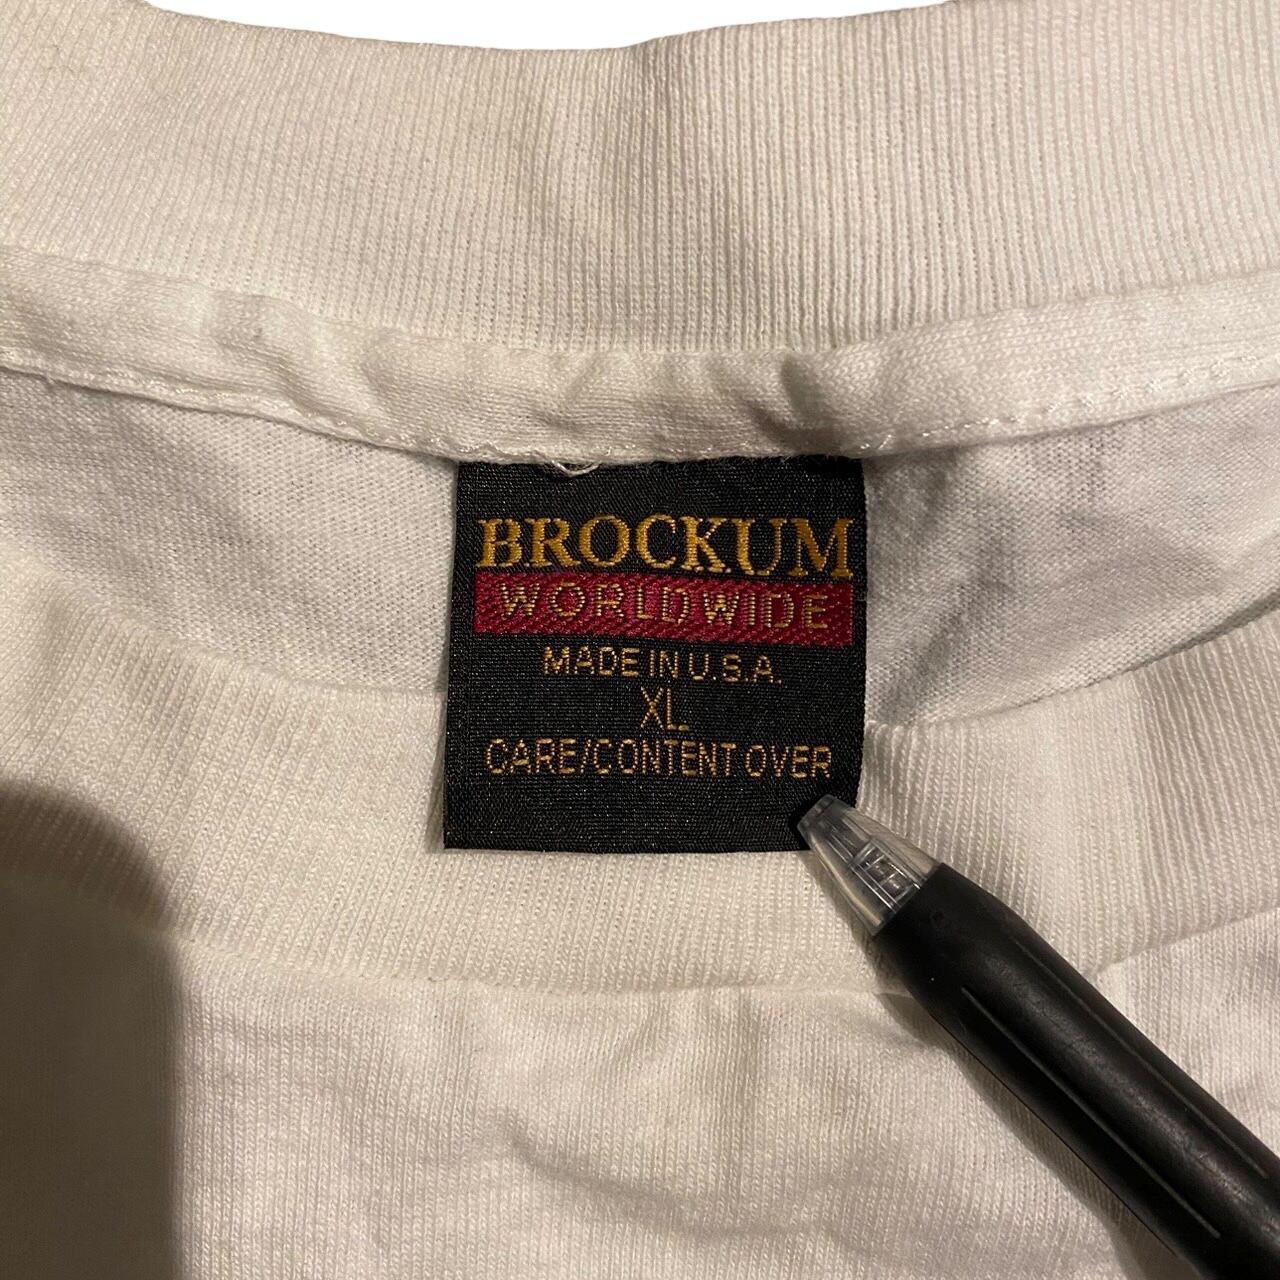 BROCKUM
WORLDWIDE
MADE IN U.S.A.
XL
CARE/CONTENT OVER